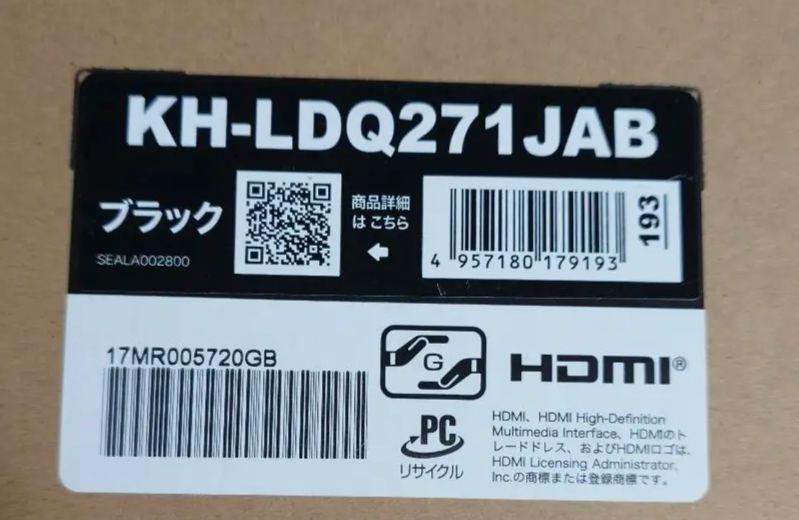 KH-LDQ271JAB
ブラック
SEALA002800
商品詳細
は こちら
193
4 957180 179193
17MR005720GB
G
PC
リサイクル
HDMI®
HDMI、HDMI High-Definition
Multimedia Interface、HDMIのト
レードドレス、およびHDMIロゴは、
HDMI Licensing Administrator,
Inc.の商標または登録商標です。